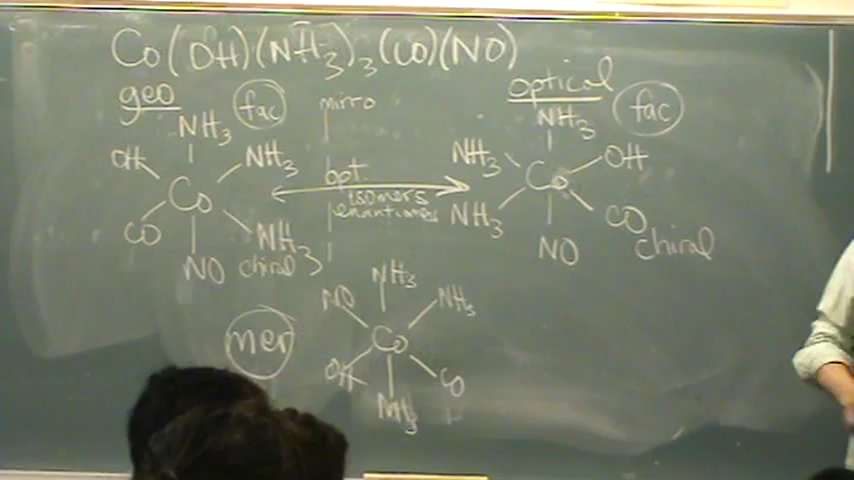 Co(OH)(NH3)3(CO)(NO)
geo fac mirro optical fac
NH3 NH3
OH NH3 opt. NH3 OH
Co isomers Co
enantiomers
CO NH3 NH3 CO
NO chiral NO chiral
NH3
NO NH3
mer Co
OH CO
NH3